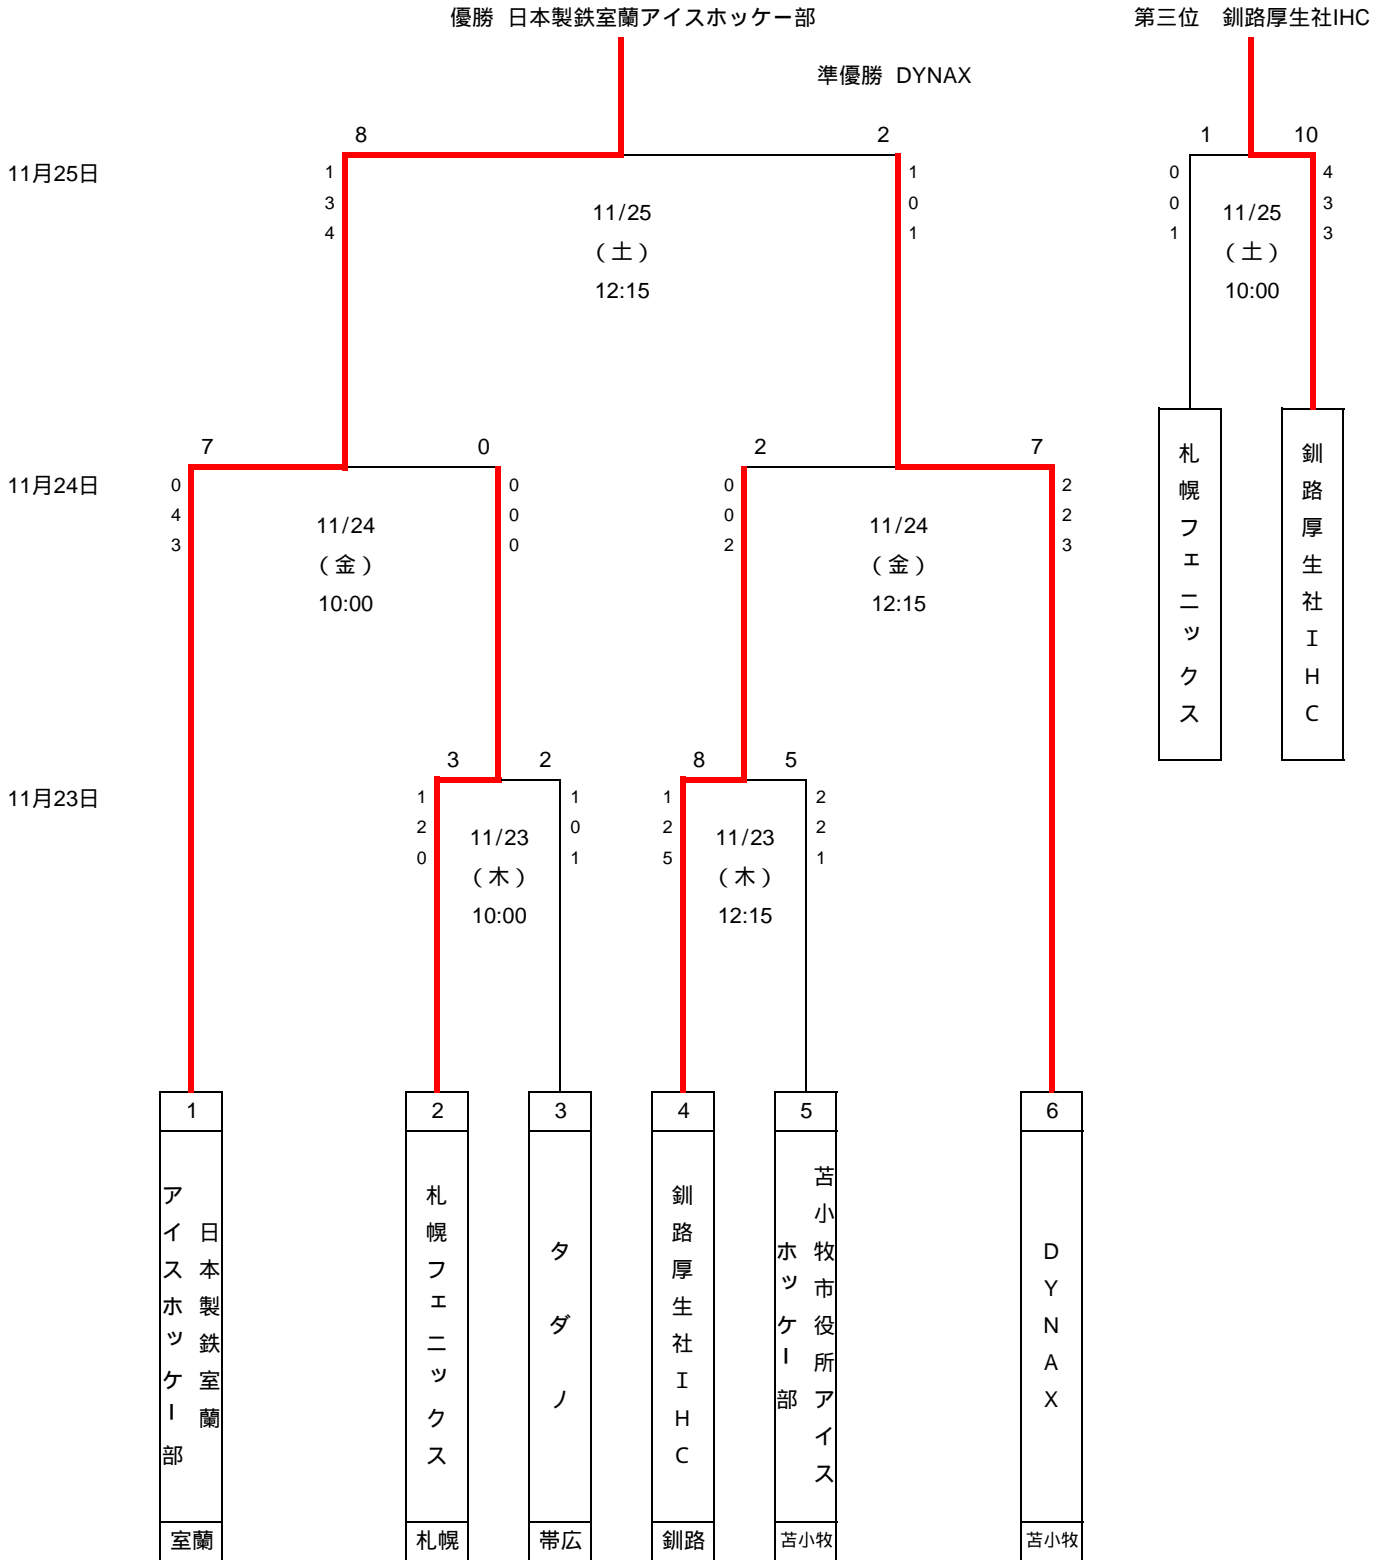 優勝 日本製鉄室蘭アイスホッケー部
第三位 釧路厚生社IHC
準優勝 DYNAX
8
2
1
10
11月25日
1
3
4
11/25
（土）
12:15
1
0
1
0
0
1
11/25
（土）
10:00
4
3
3
札幌フェニックス
釧路厚生社IHC
7
0
2
7
11月24日
0
4
3
11/24
（金）
10:00
0
0
0
0
0
2
11/24
（金）
12:15
2
2
3
3
2
8
5
11月23日
1
2
0
11/23
（木）
10:00
1
0
1
1
2
5
11/23
（木）
12:15
2
2
1
1
日本製鉄室蘭
アイスホッケー部
室蘭
2
札幌フェニックス
札幌
3
タダノ
帯広
4
釧路厚生社IHC
釧路
5
苫小牧市役所アイス
ホッケー部
苫小牧
6
DYNAX
苫小牧